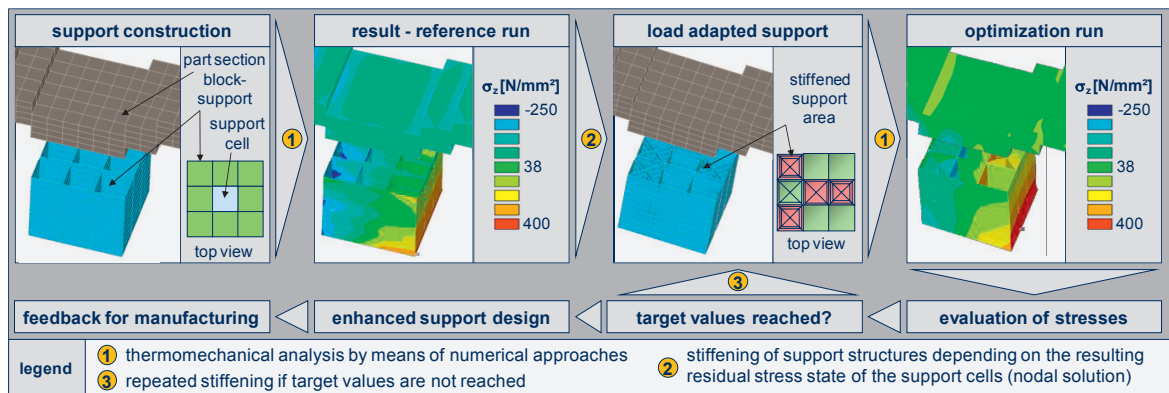 support construction
part section
block-
support
support
cell
top view
1
result - reference run
σz [N/mm²]
-250
38
400
2
load adapted support
stiffened
support
area
top view
1
optimization run
σz [N/mm²]
-250
38
400
3
feedback for manufacturing
enhanced support design
target values reached?
evaluation of stresses
legend
1 thermomechanical analysis by means of numerical approaches
3 repeated stiffening if target values are not reached
2 stiffening of support structures depending on the resulting
residual stress state of the support cells (nodal solution)